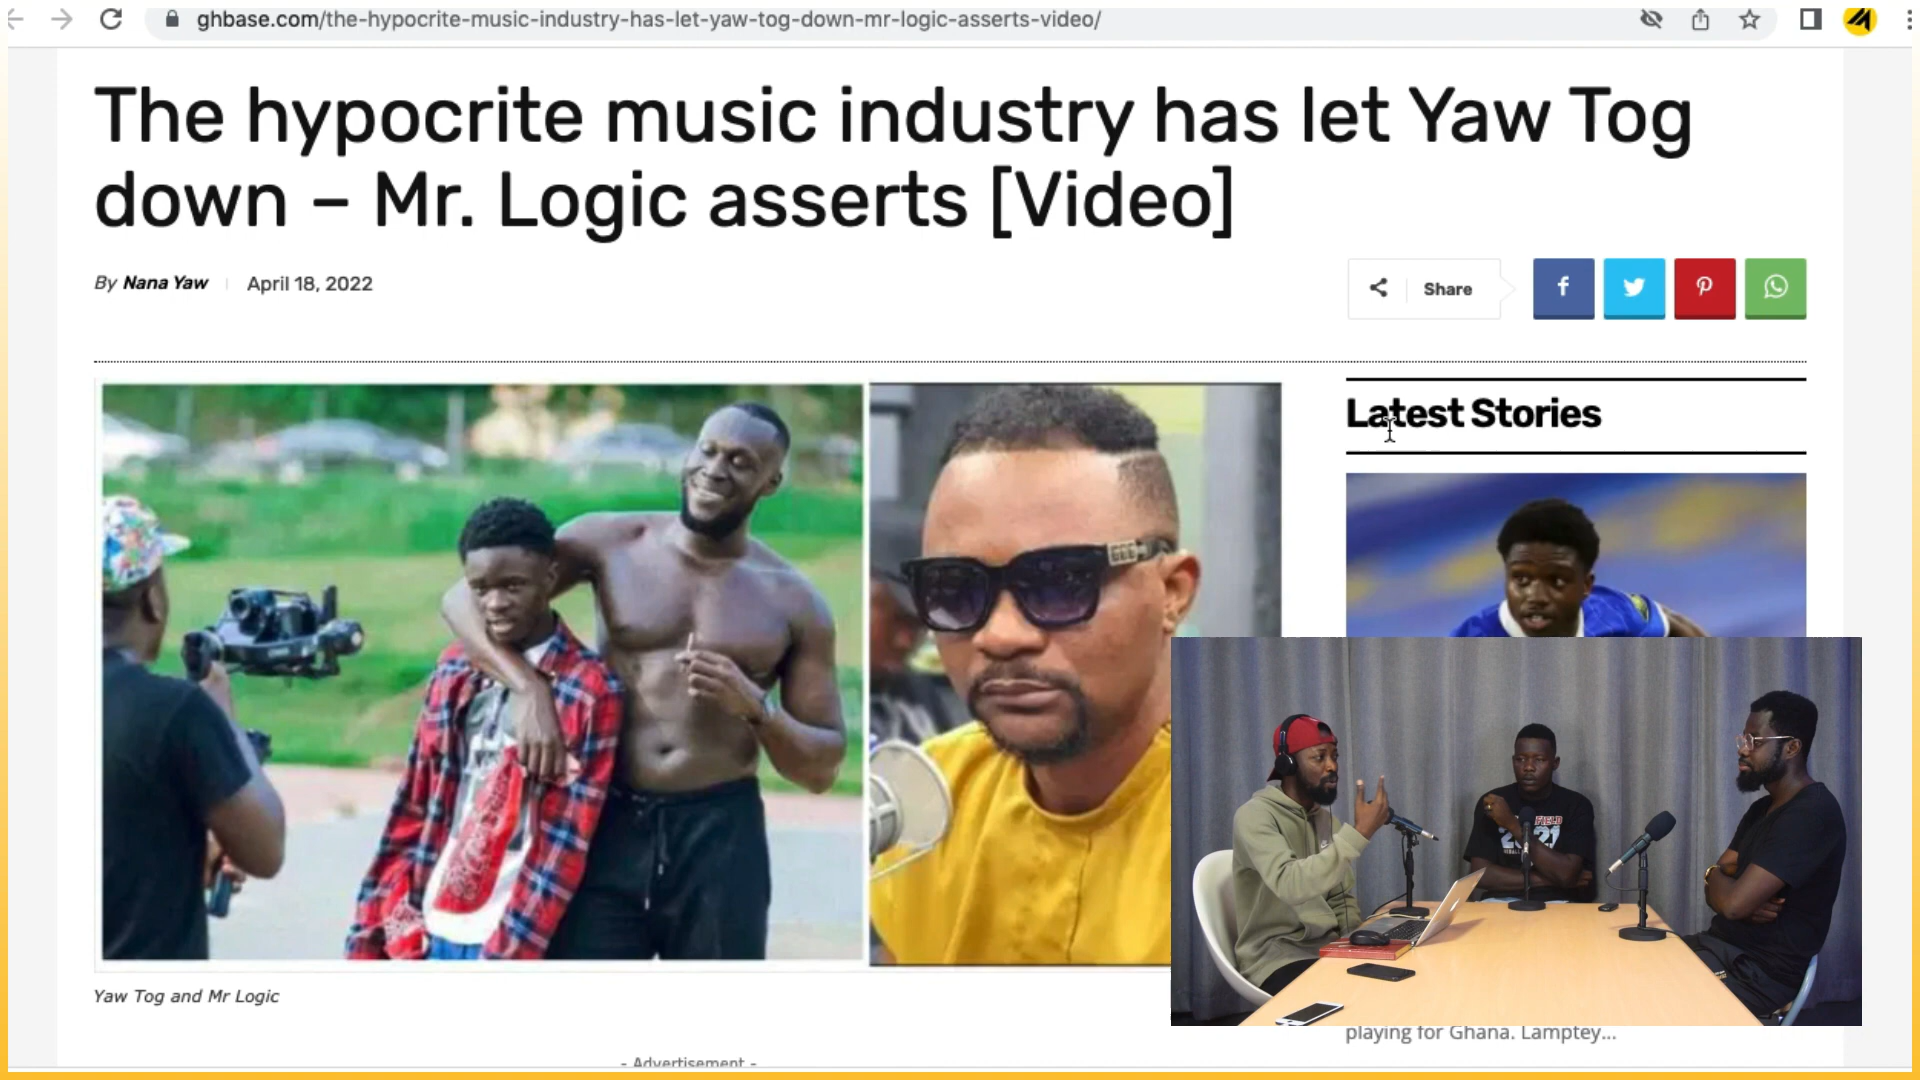 ghbase.com/the-hypocrite-music-industry-has-let-yaw-tog-down-mr-logic-asserts-video/
The hypocrite music industry has let Yaw Tog
down – Mr. Logic asserts [Video]
By Nana Yaw
April 18, 2022
Share
Latest Stories
Yaw Tog and Mr Logic
playing for Ghana. Lamptey...
- Advertisement -